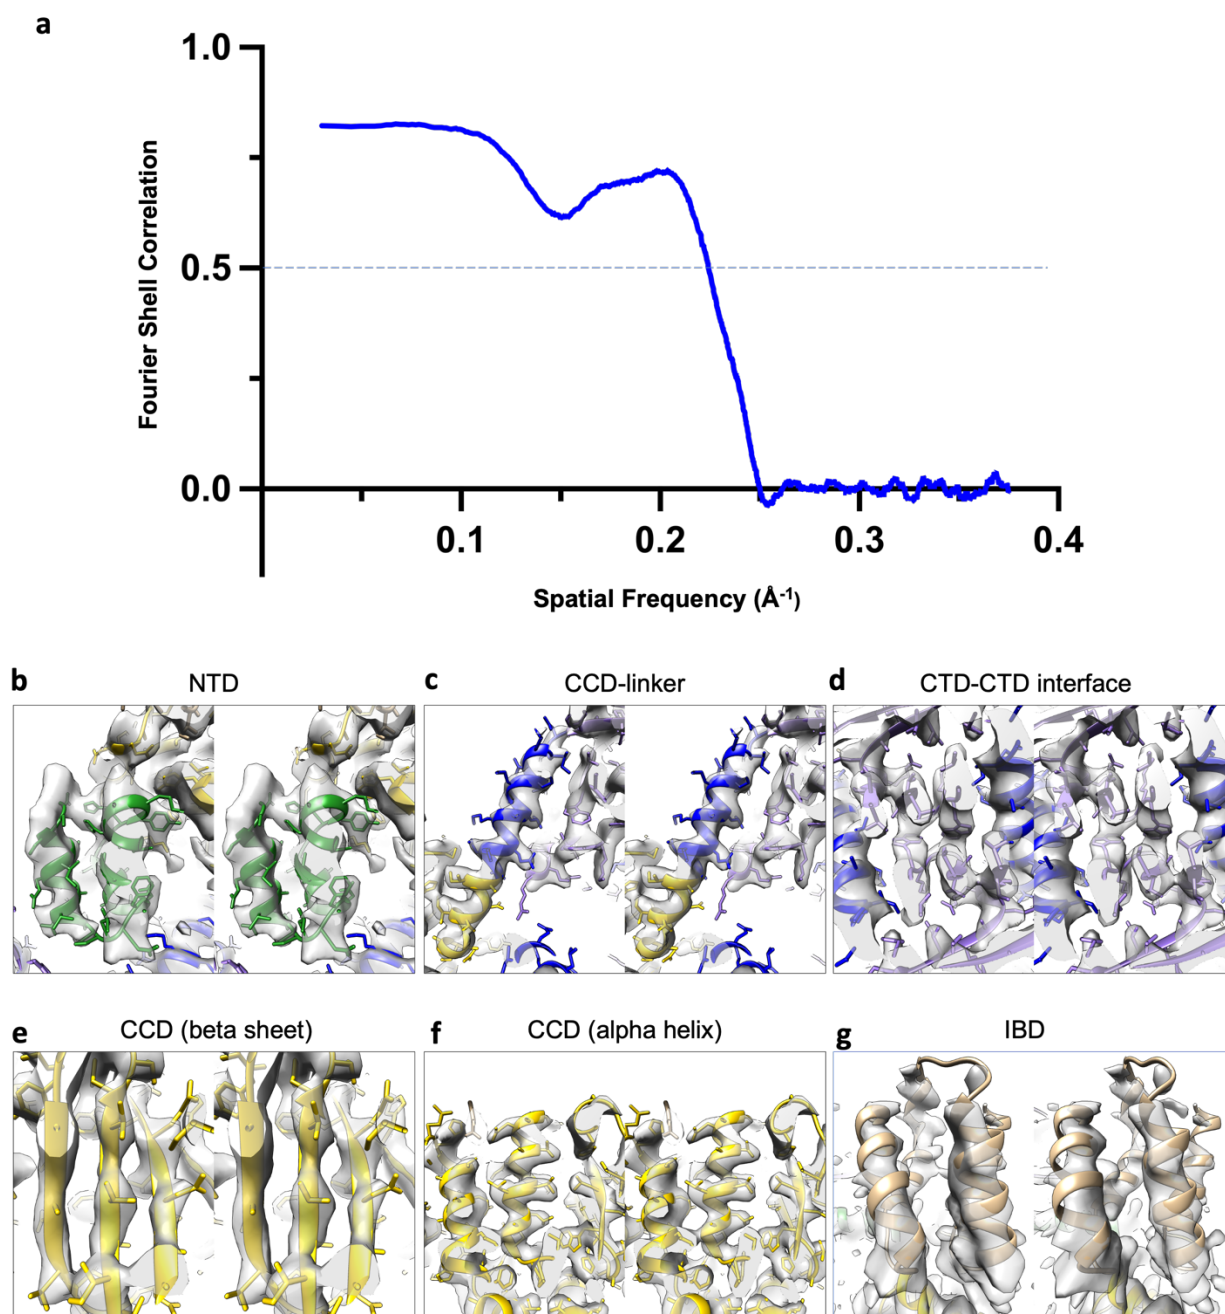 a
1.0
0.5
0.0
Fourier Shell Correlation
0.1 0.2 0.3 0.4
Spatial Frequency (Å-1)
b NTD
c CCD-linker
d CTD-CTD interface
e CCD (beta sheet)
f CCD (alpha helix)
g IBD